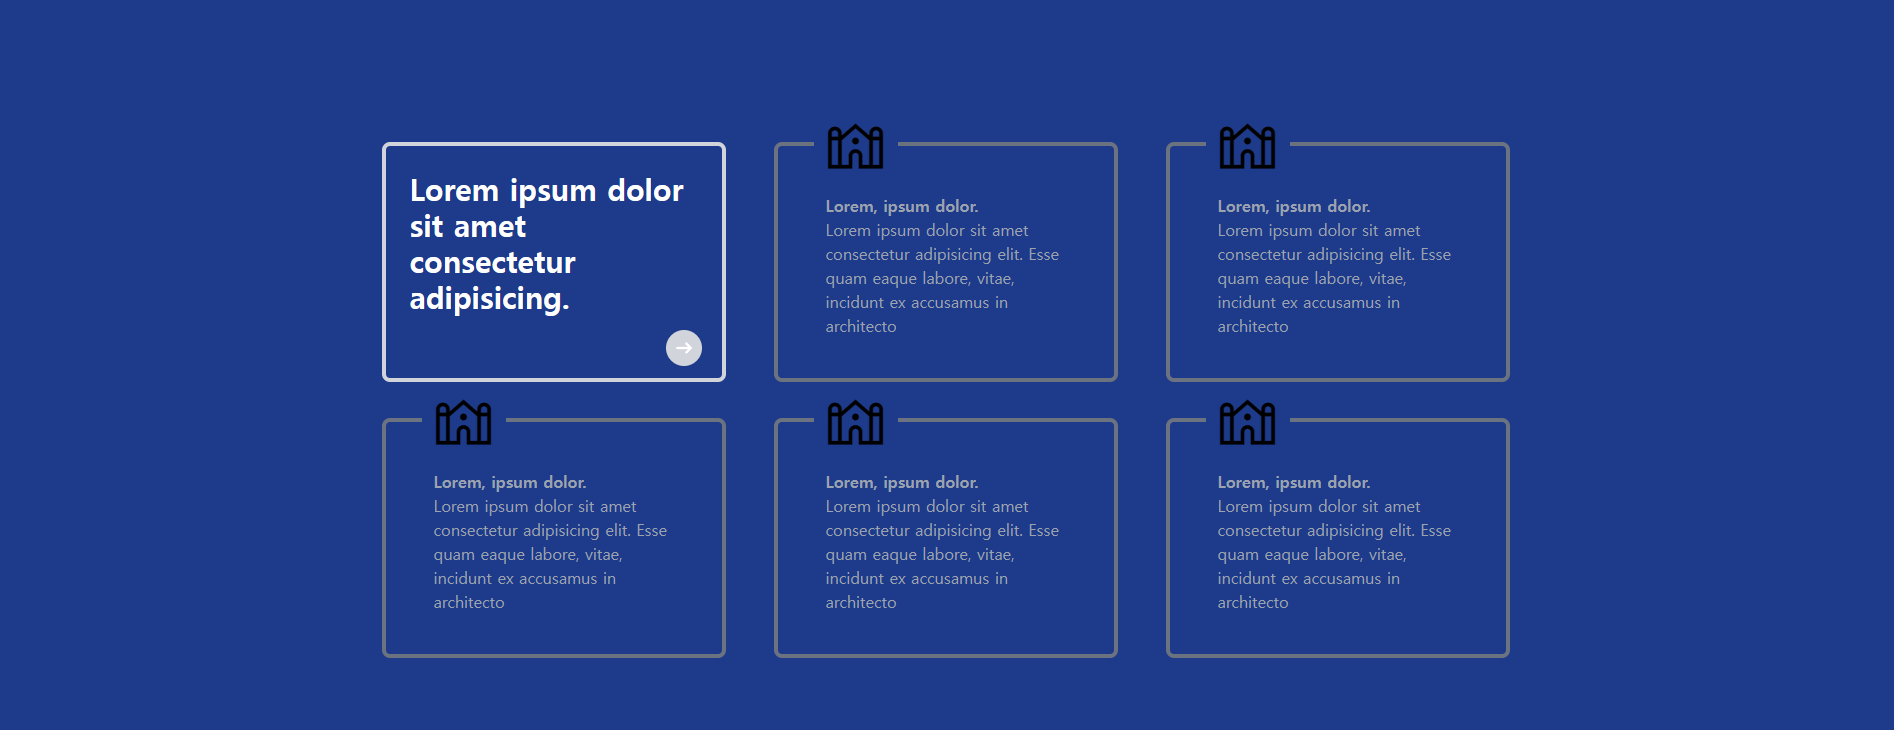 Lorem ipsum dolor
sit amet
consectetur
adipisicing.
Lorem, ipsum dolor.
Lorem ipsum dolor sit amet
consectetur adipisicing elit. Esse
quam eaque labore, vitae,
incidunt ex accusamus in
architecto
Lorem, ipsum dolor.
Lorem ipsum dolor sit amet
consectetur adipisicing elit. Esse
quam eaque labore, vitae,
incidunt ex accusamus in
architecto
Lorem, ipsum dolor.
Lorem ipsum dolor sit amet
consectetur adipisicing elit. Esse
quam eaque labore, vitae,
incidunt ex accusamus in
architecto
Lorem, ipsum dolor.
Lorem ipsum dolor sit amet
consectetur adipisicing elit. Esse
quam eaque labore, vitae,
incidunt ex accusamus in
architecto
Lorem, ipsum dolor.
Lorem ipsum dolor sit amet
consectetur adipisicing elit. Esse
quam eaque labore, vitae,
incidunt ex accusamus in
architecto